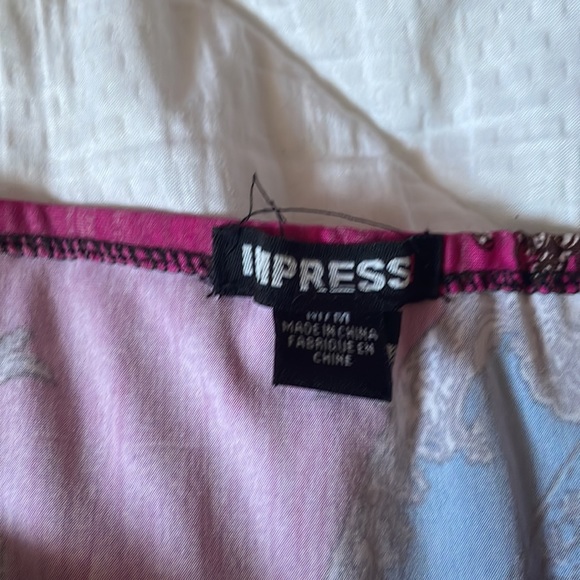 IMPRESS
M/M
MADE IN CHINA
FABRIQUE EN
CHINE